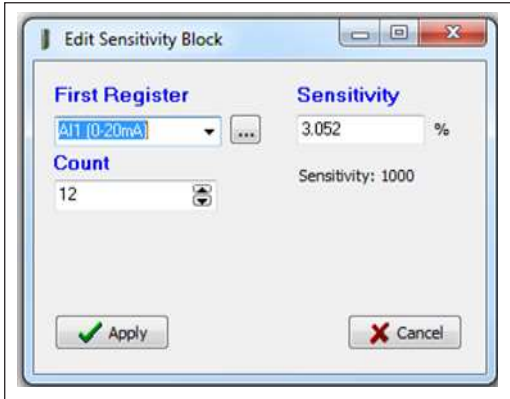 Edit Sensitivity Block
First Register
Sensitivity
AI1 (0-20mA)
...
3.052
%
Count
Sensitivity: 1000
12
Apply
Cancel